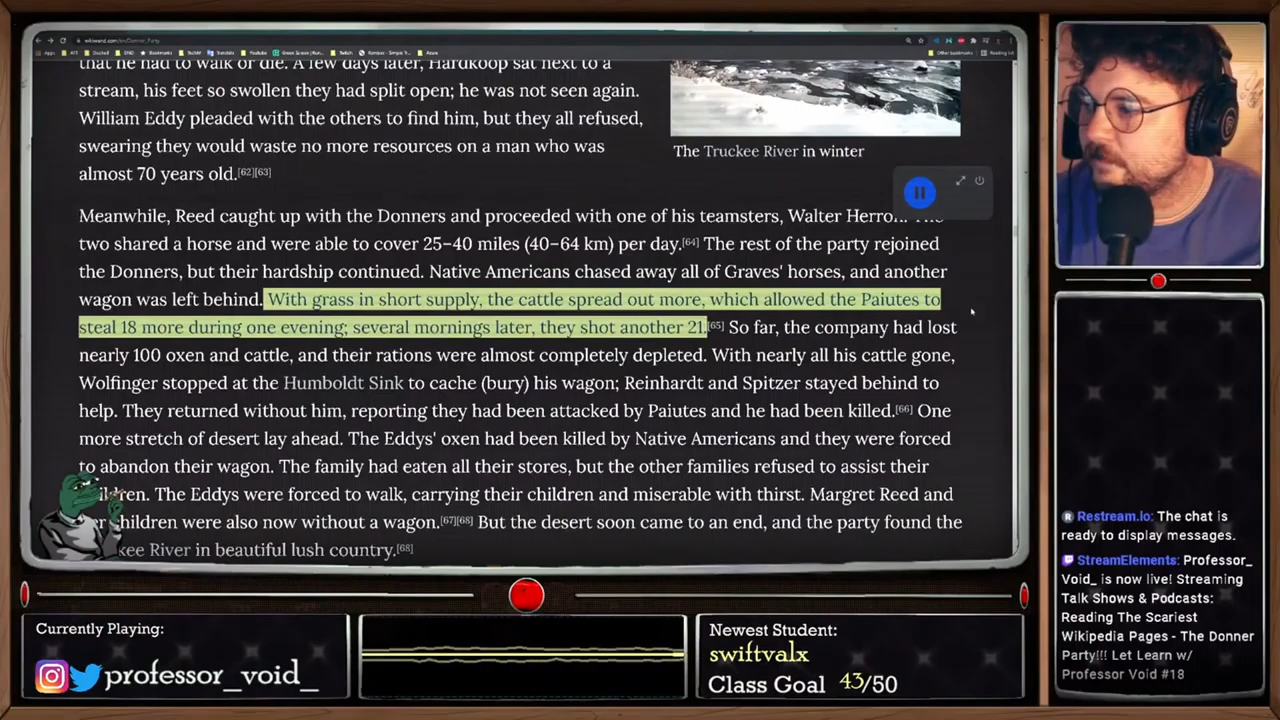 wikiwand.com/en/Donner_Party
Apps
Bookmarks
YouTube
Twitch
Azure
Other bookmarks
Reading list
that he had to walk or die. A few days later, Hardkoop sat next to a
stream, his feet so swollen they had split open; he was not seen again.
William Eddy pleaded with the others to find him, but they all refused,
swearing they would waste no more resources on a man who was
almost 70 years old.[62][63]
The Truckee River in winter
Meanwhile, Reed caught up with the Donners and proceeded with one of his teamsters, Walter Herron. The
two shared a horse and were able to cover 25–40 miles (40–64 km) per day.[64] The rest of the party rejoined
the Donners, but their hardship continued. Native Americans chased away all of Graves' horses, and another
wagon was left behind. With grass in short supply, the cattle spread out more, which allowed the Paiutes to
steal 18 more during one evening; several mornings later, they shot another 21.[65] So far, the company had lost
nearly 100 oxen and cattle, and their rations were almost completely depleted. With nearly all his cattle gone,
Wolfinger stopped at the Humboldt Sink to cache (bury) his wagon; Reinhardt and Spitzer stayed behind to
help. They returned without him, reporting they had been attacked by Paiutes and he had been killed.[66] One
more stretch of desert lay ahead. The Eddys' oxen had been killed by Native Americans and they were forced
to abandon their wagon. The family had eaten all their stores, but the other families refused to assist their
children. The Eddys were forced to walk, carrying their children and miserable with thirst. Margret Reed and
her children were also now without a wagon.[67][68] But the desert soon came to an end, and the party found the
kee River in beautiful lush country.[68]
Restream.io: The chat is
ready to display messages.
StreamElements: Professor_
Void_ is now live! Streaming
Talk Shows & Podcasts:
Reading The Scariest
Wikipedia Pages - The Donner
Party!!! Let Learn w/
Professor Void #18
Currently Playing:
professor_void_
Newest Student:
swiftvalx
Class Goal 43/50